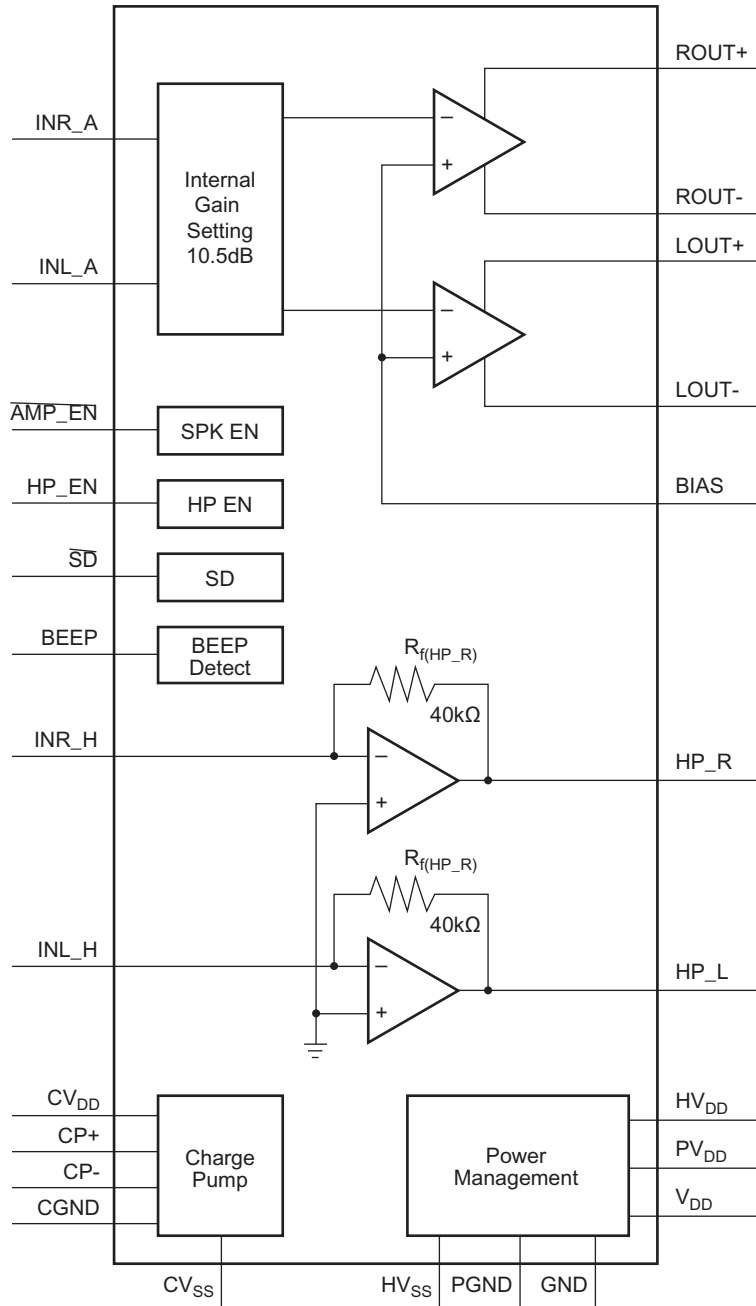 ROUT+
INR_A
−
Internal
Gain
Setting
10.5dB
+
ROUT-
LOUT+
INL_A
−
+
AMP_EN
SPK EN
LOUT-
HP_EN
HP EN
BIAS
SD
SD
BEEP
BEEP
Detect
Rf(HP_R)
40kΩ
INR_H
−
HP_R
+
Rf(HP_R)
40kΩ
INL_H
−
HP_L
+
CVDD
CP+
CP-
CGND
Charge
Pump
Power
Management
HVDD
PVDD
VDD
CVSS
HVSS
PGND
GND